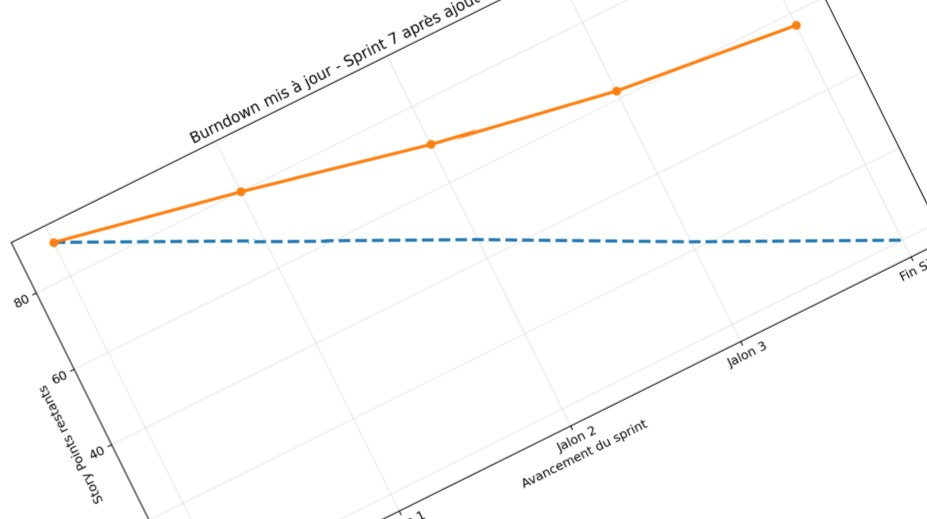 Burndown mis à jour - Sprint 7 après ajout
80
60
40
Story Points restants
Jalon 2
Jalon 3
Fin
Avancement du sprint